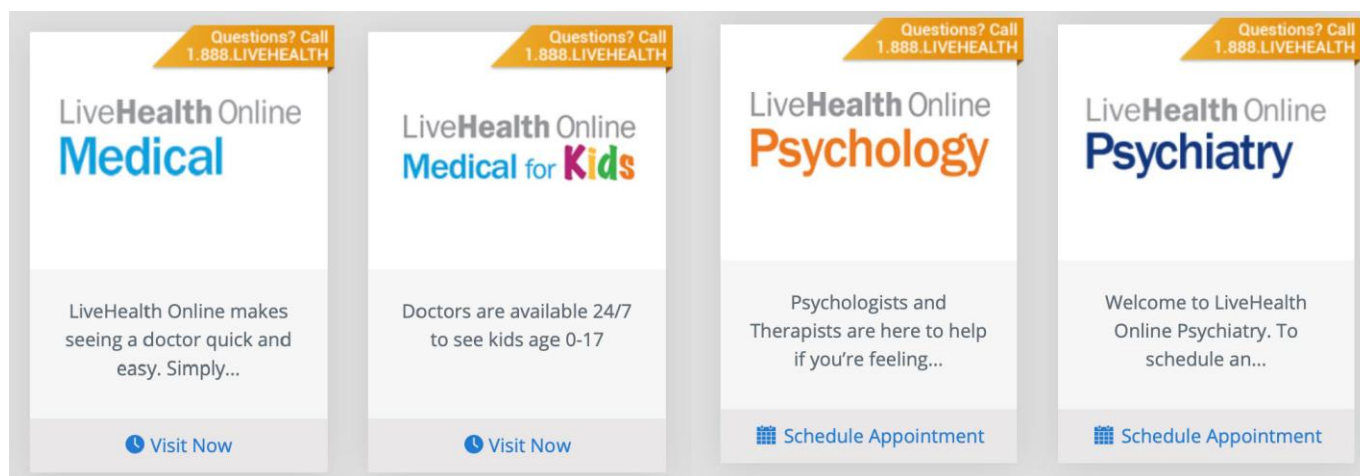 Questions? Call
1.888.LIVEHEALTH
LiveHealth Online
Medical
LiveHealth Online makes
seeing a doctor quick and
easy. Simply...
Visit Now
Questions? Call
1.888.LIVEHEALTH
LiveHealth Online
Medical for Kids
Doctors are available 24/7
to see kids age 0-17
Visit Now
Questions? Call
1.888.LIVEHEALTH
LiveHealth Online
Psychology
Psychologists and
Therapists are here to help
if you’re feeling...
Schedule Appointment
Questions? Call
1.888.LIVEHEALTH
LiveHealth Online
Psychiatry
Welcome to LiveHealth
Online Psychiatry. To
schedule an...
Schedule Appointment